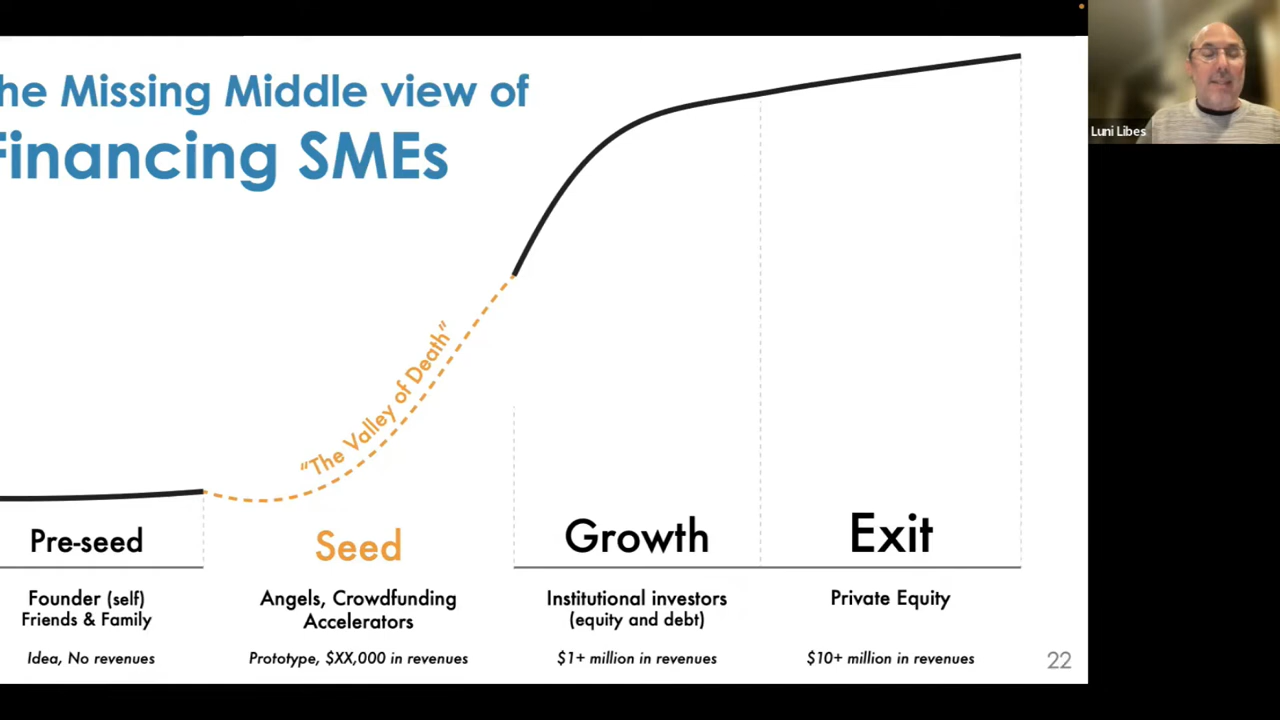 he Missing Middle view of
Financing SMEs
Luni Libes
“The Valley of Death”
Pre-seed
Seed
Growth
Exit
Founder (self)
Friends & Family
Angels, Crowdfunding
Accelerators
Institutional investors
(equity and debt)
Private Equity
Idea, No revenues
Prototype, $XX,000 in revenues
$1+ million in revenues
$10+ million in revenues
22